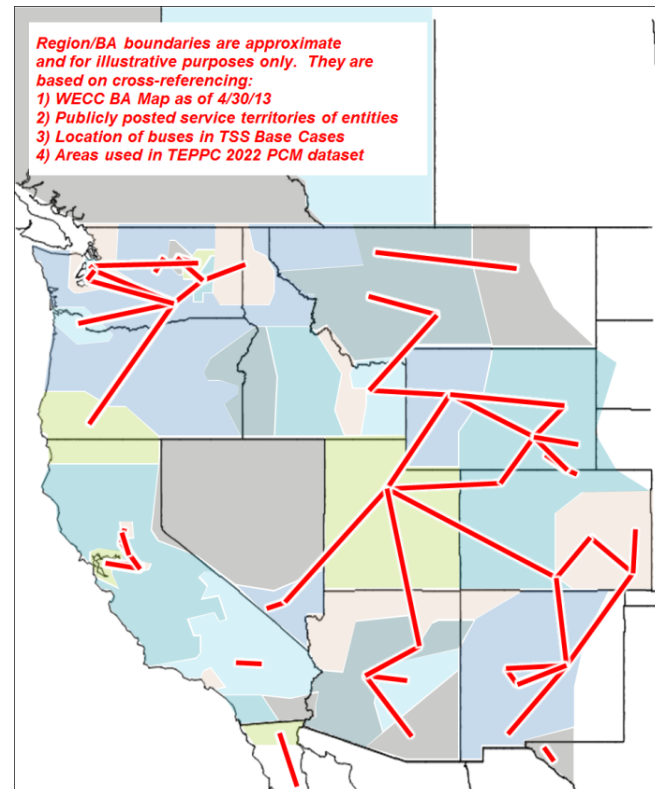 Region/BA boundaries are approximate
and for illustrative purposes only. They are
based on cross-referencing:
1) WECC BA Map as of 4/30/13
2) Publicly posted service territories of entities
3) Location of buses in TSS Base Cases
4) Areas used in TEPPC 2022 PCM dataset